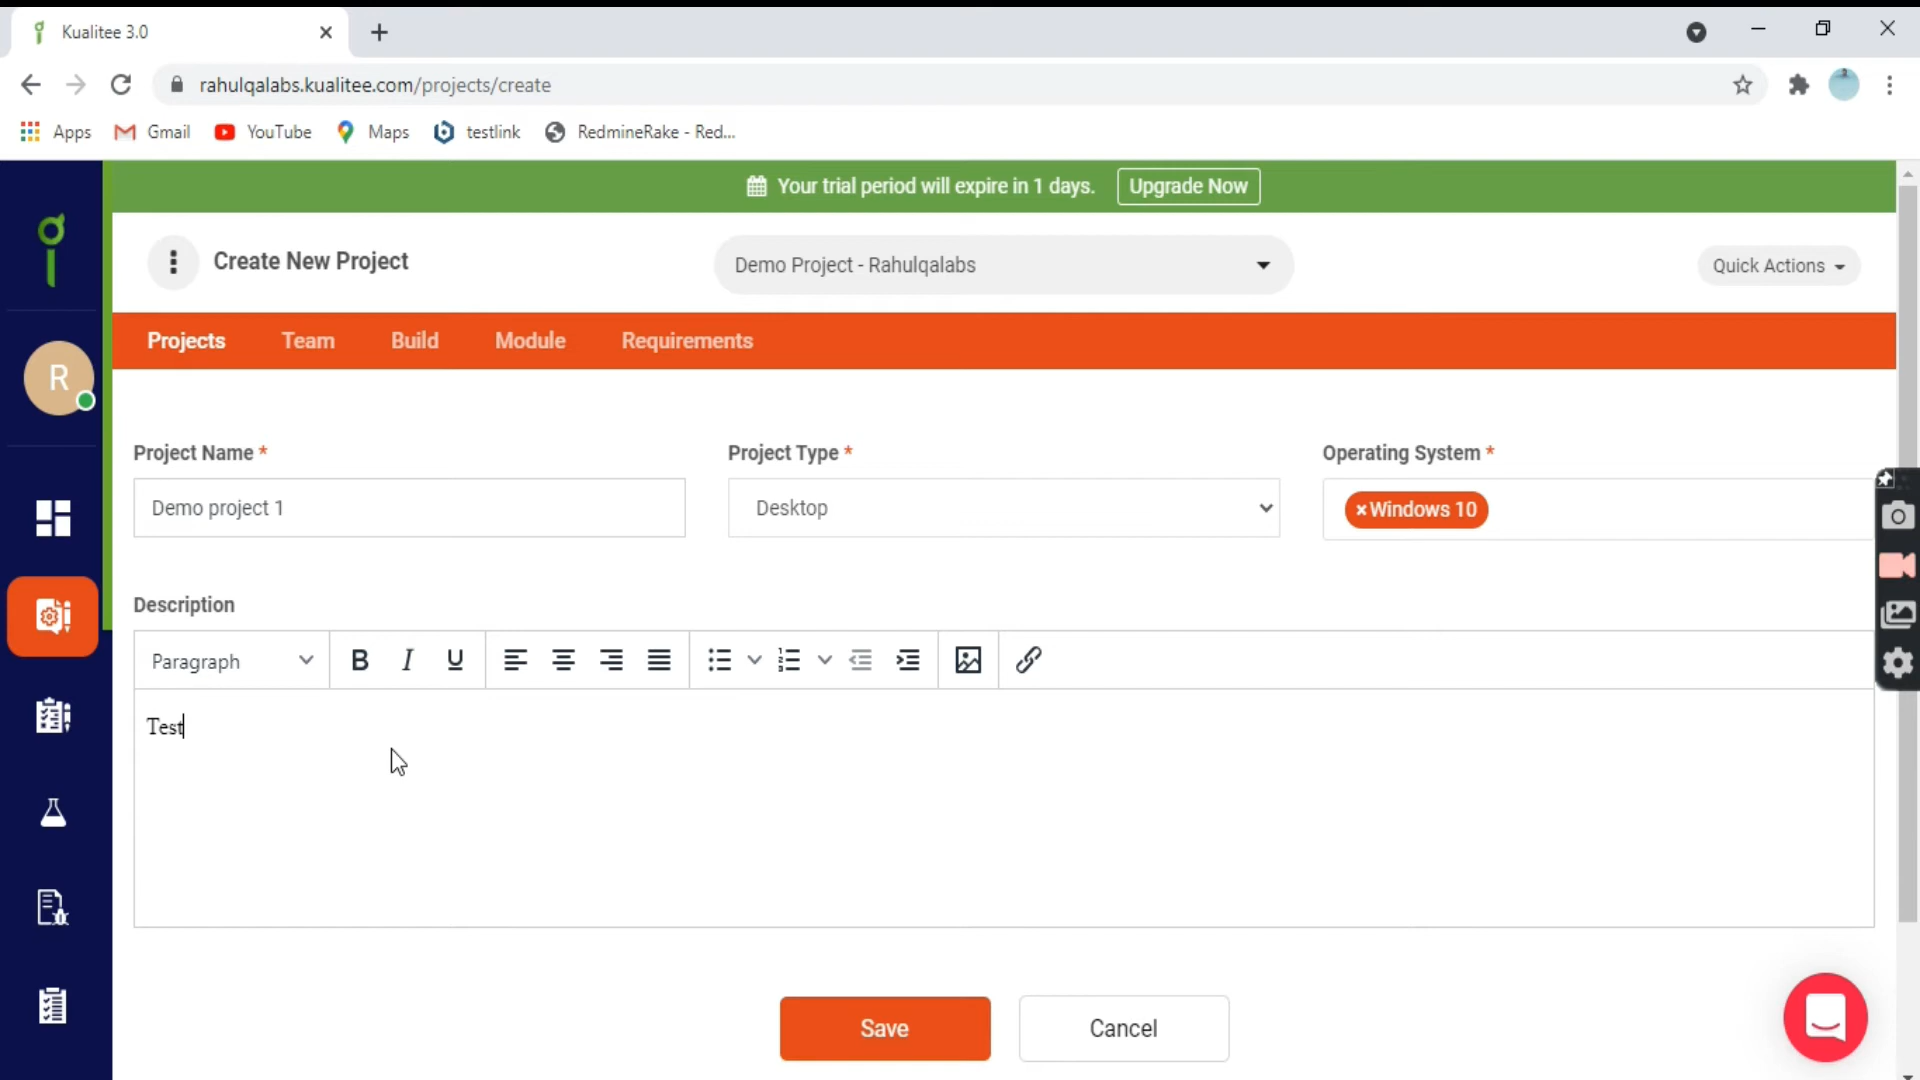 Kualitee 3.0
rahulqalabs.kualitee.com/projects/create
Apps Gmail YouTube Maps testlink RedmineRake - Red...
Your trial period will expire in 1 days. Upgrade Now
Create New Project Demo Project - Rahulqalabs Quick Actions
Projects Team Build Module Requirements
R
Project Name * Project Type * Operating System *
Demo project 1 Desktop ×Windows 10
Description
Paragraph B I U
Test
Save Cancel